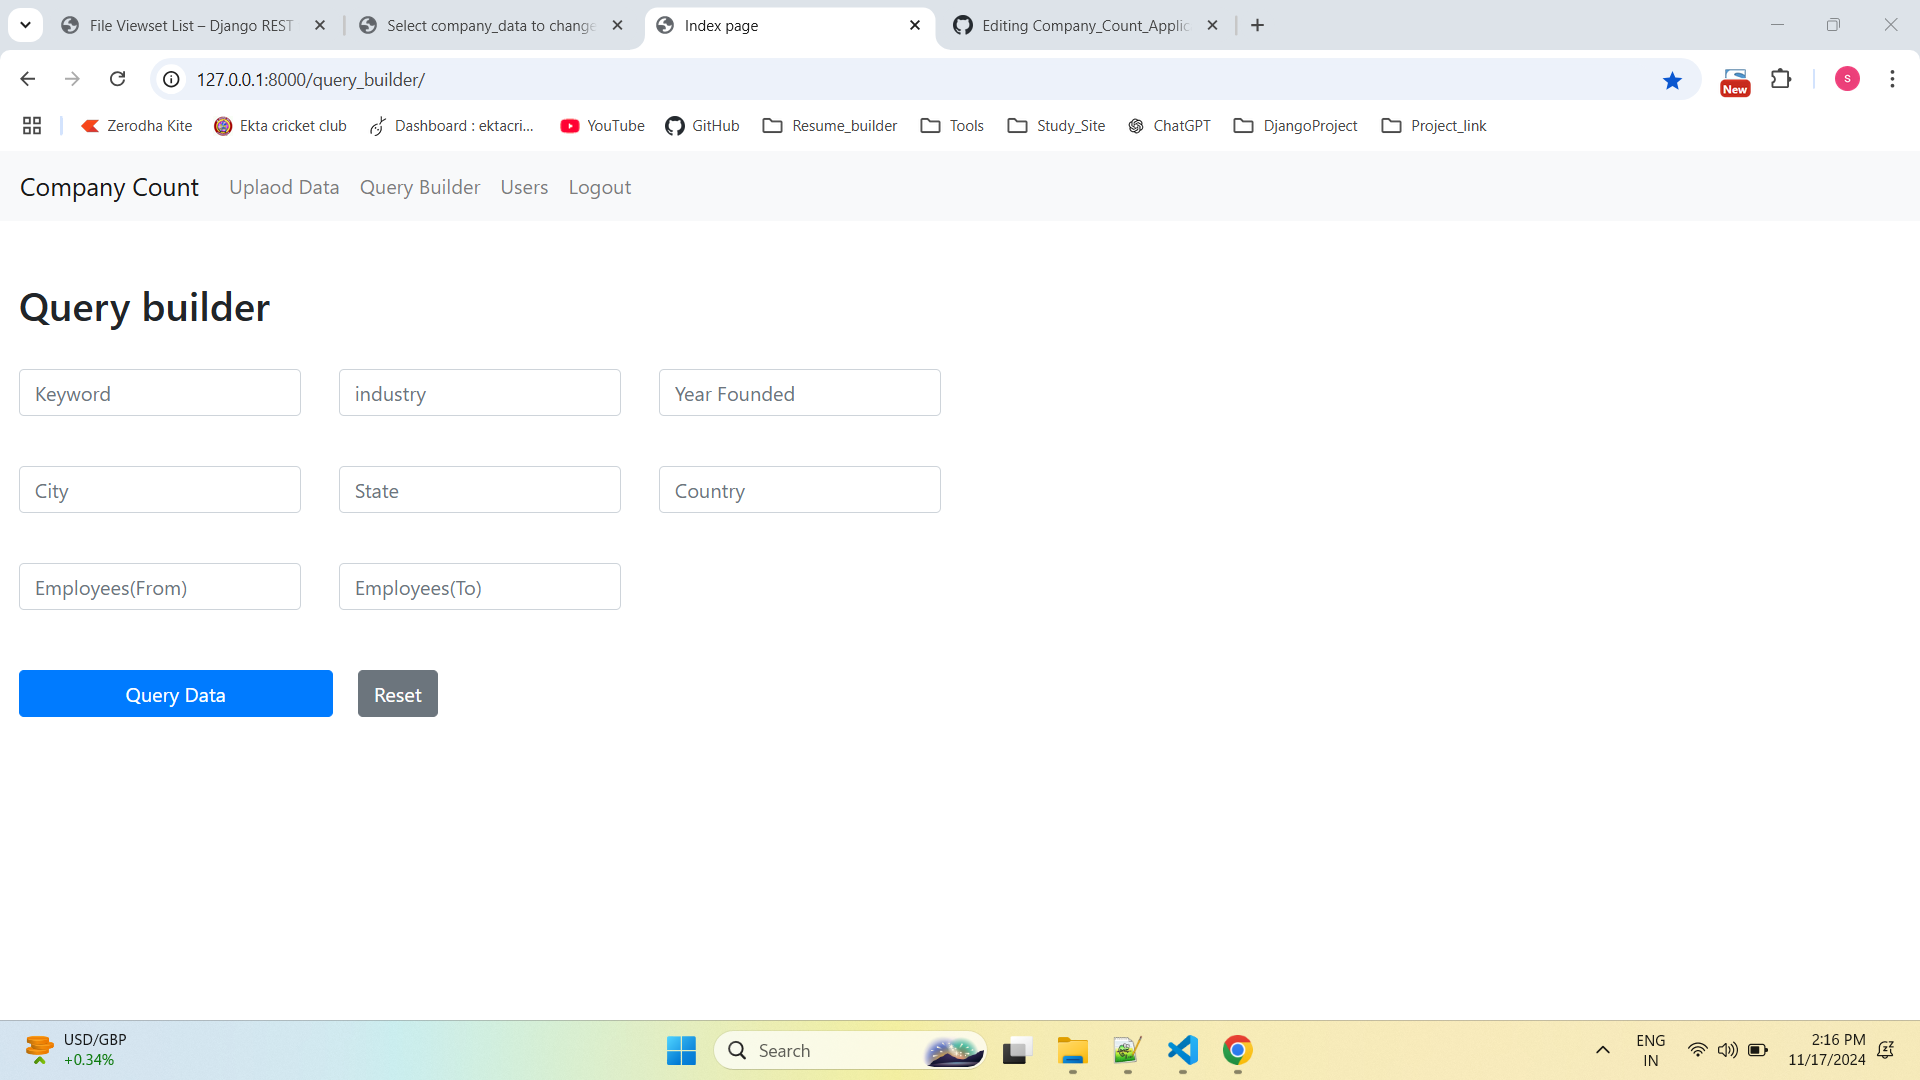 File Viewset List – Django REST
Select company_data to change
Index page
Editing Company_Count_Applic
127.0.0.1:8000/query_builder/
New
S
Zerodha Kite
Ekta cricket club
Dashboard : ektacri...
YouTube
GitHub
Resume_builder
Tools
Study_Site
ChatGPT
DjangoProject
Project_link
Company Count
Uplaod Data
Query Builder
Users
Logout
Query builder
Keyword
industry
Year Founded
City
State
Country
Employees(From)
Employees(To)
Query Data
Reset
USD/GBP
+0.34%
Search
ENG
IN
2:16 PM
11/17/2024